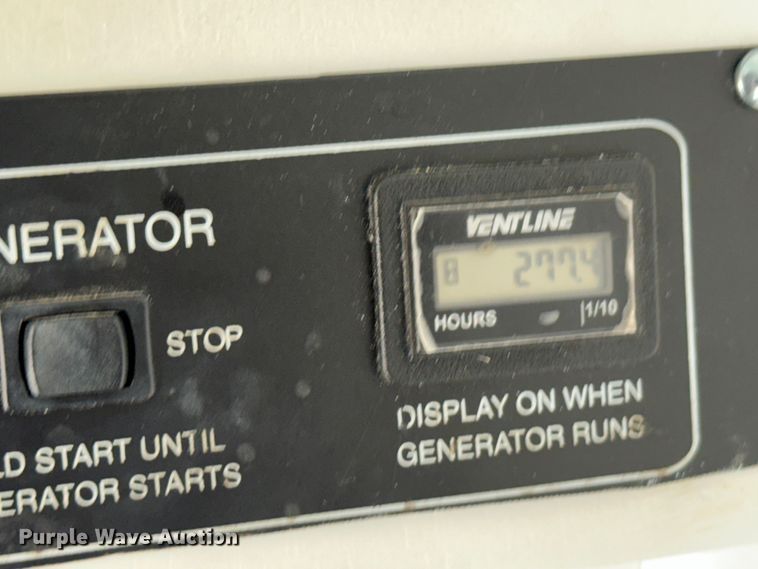 NERATOR
STOP
LD START UNTIL
ERATOR STARTS
VENTLINE
277.4
HOURS 1/10
DISPLAY ON WHEN
GENERATOR RUNS
Purple Wave Auction